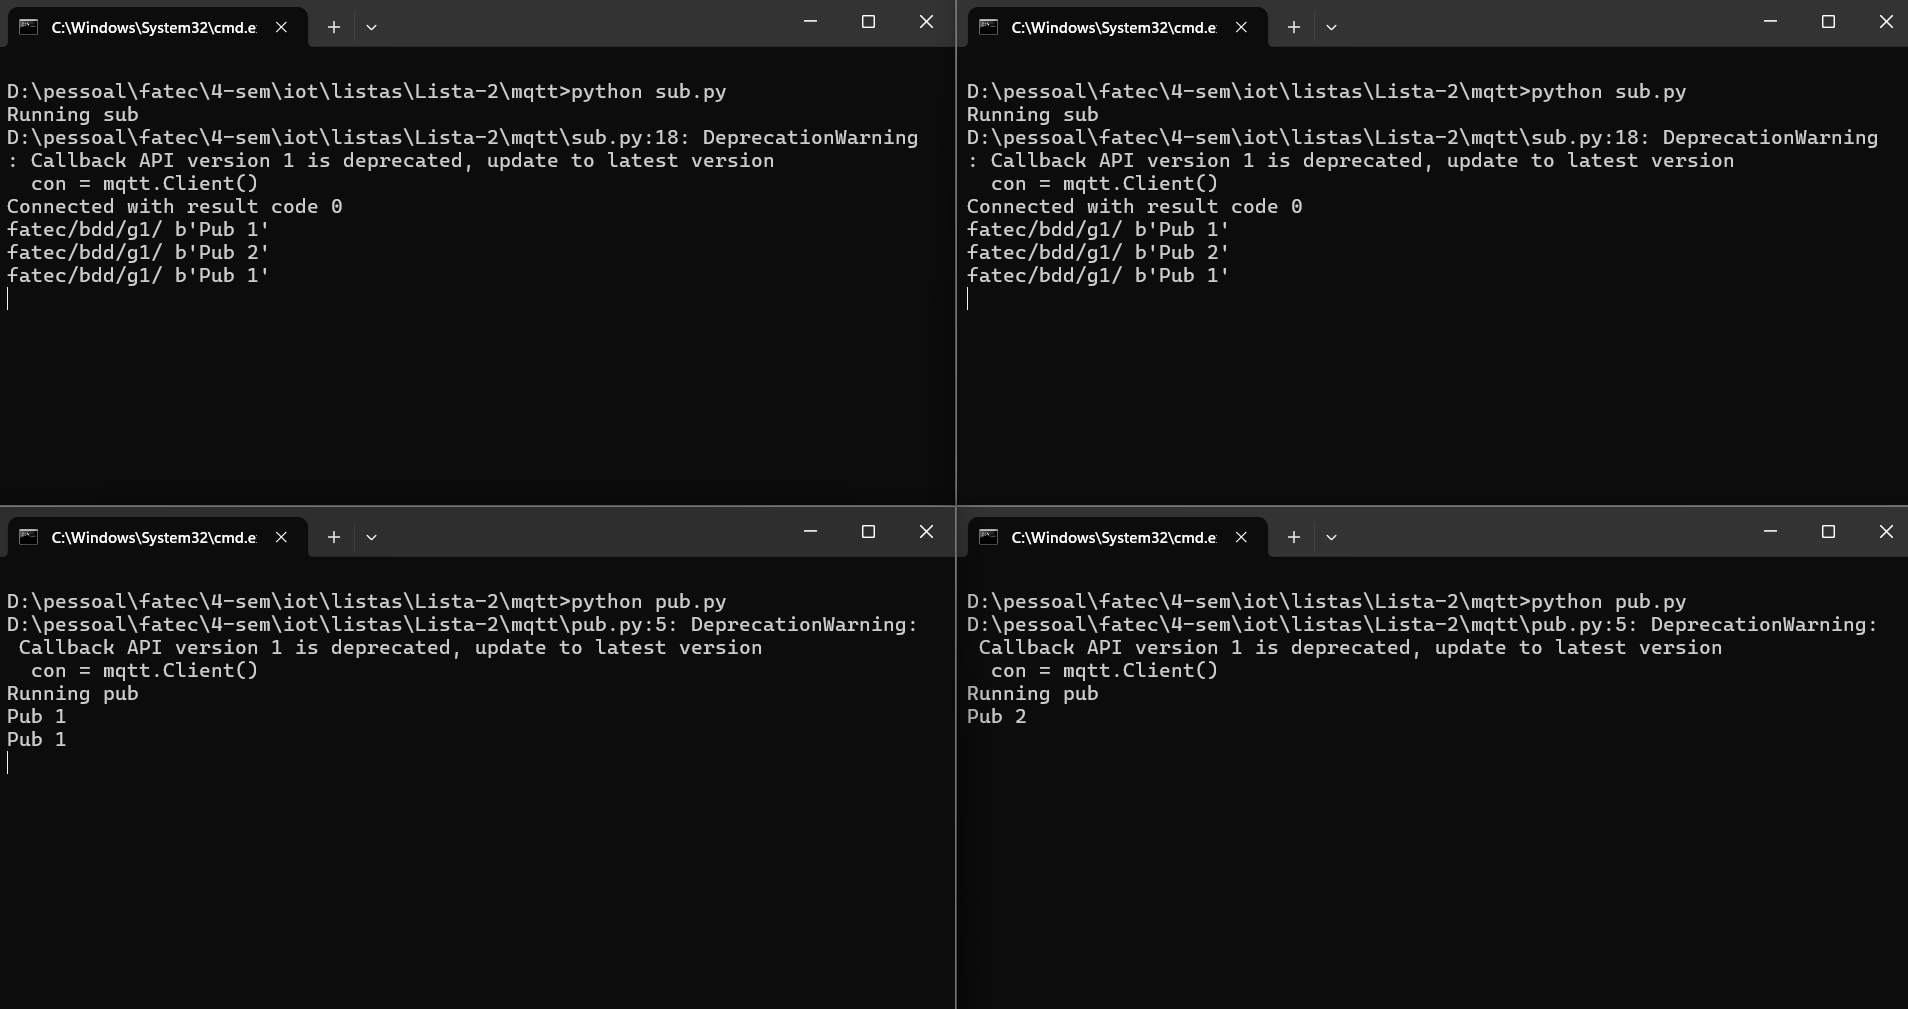 C:\Windows\System32\cmd.e
D:\pessoal\fatec\4-sem\iot\listas\Lista-2\mqtt>python sub.py
Running sub
D:\pessoal\fatec\4-sem\iot\listas\Lista-2\mqtt\sub.py:18: DeprecationWarning
: Callback API version 1 is deprecated, update to latest version
  con = mqtt.Client()
Connected with result code 0
fatec/bdd/g1/ b'Pub 1'
fatec/bdd/g1/ b'Pub 2'
fatec/bdd/g1/ b'Pub 1'
C:\Windows\System32\cmd.e
D:\pessoal\fatec\4-sem\iot\listas\Lista-2\mqtt>python sub.py
Running sub
D:\pessoal\fatec\4-sem\iot\listas\Lista-2\mqtt\sub.py:18: DeprecationWarning
: Callback API version 1 is deprecated, update to latest version
  con = mqtt.Client()
Connected with result code 0
fatec/bdd/g1/ b'Pub 1'
fatec/bdd/g1/ b'Pub 2'
fatec/bdd/g1/ b'Pub 1'
C:\Windows\System32\cmd.e
D:\pessoal\fatec\4-sem\iot\listas\Lista-2\mqtt>python pub.py
D:\pessoal\fatec\4-sem\iot\listas\Lista-2\mqtt\pub.py:5: DeprecationWarning:
 Callback API version 1 is deprecated, update to latest version
  con = mqtt.Client()
Running pub
Pub 1
Pub 1
C:\Windows\System32\cmd.e
D:\pessoal\fatec\4-sem\iot\listas\Lista-2\mqtt>python pub.py
D:\pessoal\fatec\4-sem\iot\listas\Lista-2\mqtt\pub.py:5: DeprecationWarning:
 Callback API version 1 is deprecated, update to latest version
  con = mqtt.Client()
Running pub
Pub 2